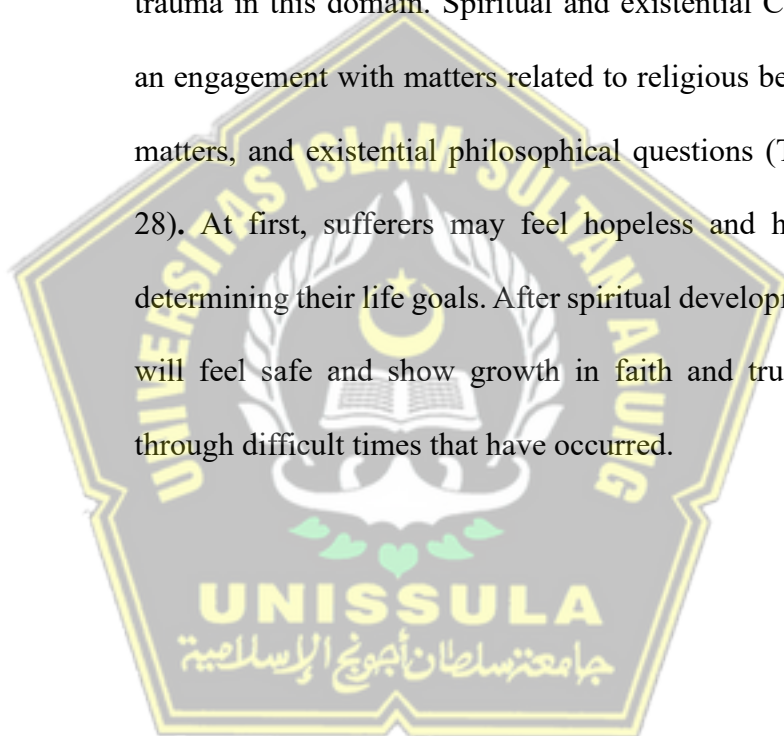 trauma in this domain. Spiritual and existential C
an engagement with matters related to religious be
matters, and existential philosophical questions (T
28). At first, sufferers may feel hopeless and h
determining their life goals. After spiritual developm
will feel safe and show growth in faith and tru
through difficult times that have occurred.
UNIVERSITAS ISLAM SULTAN AGUNG
UNISSULA
جامعتسلطان أجونج الإسلامية